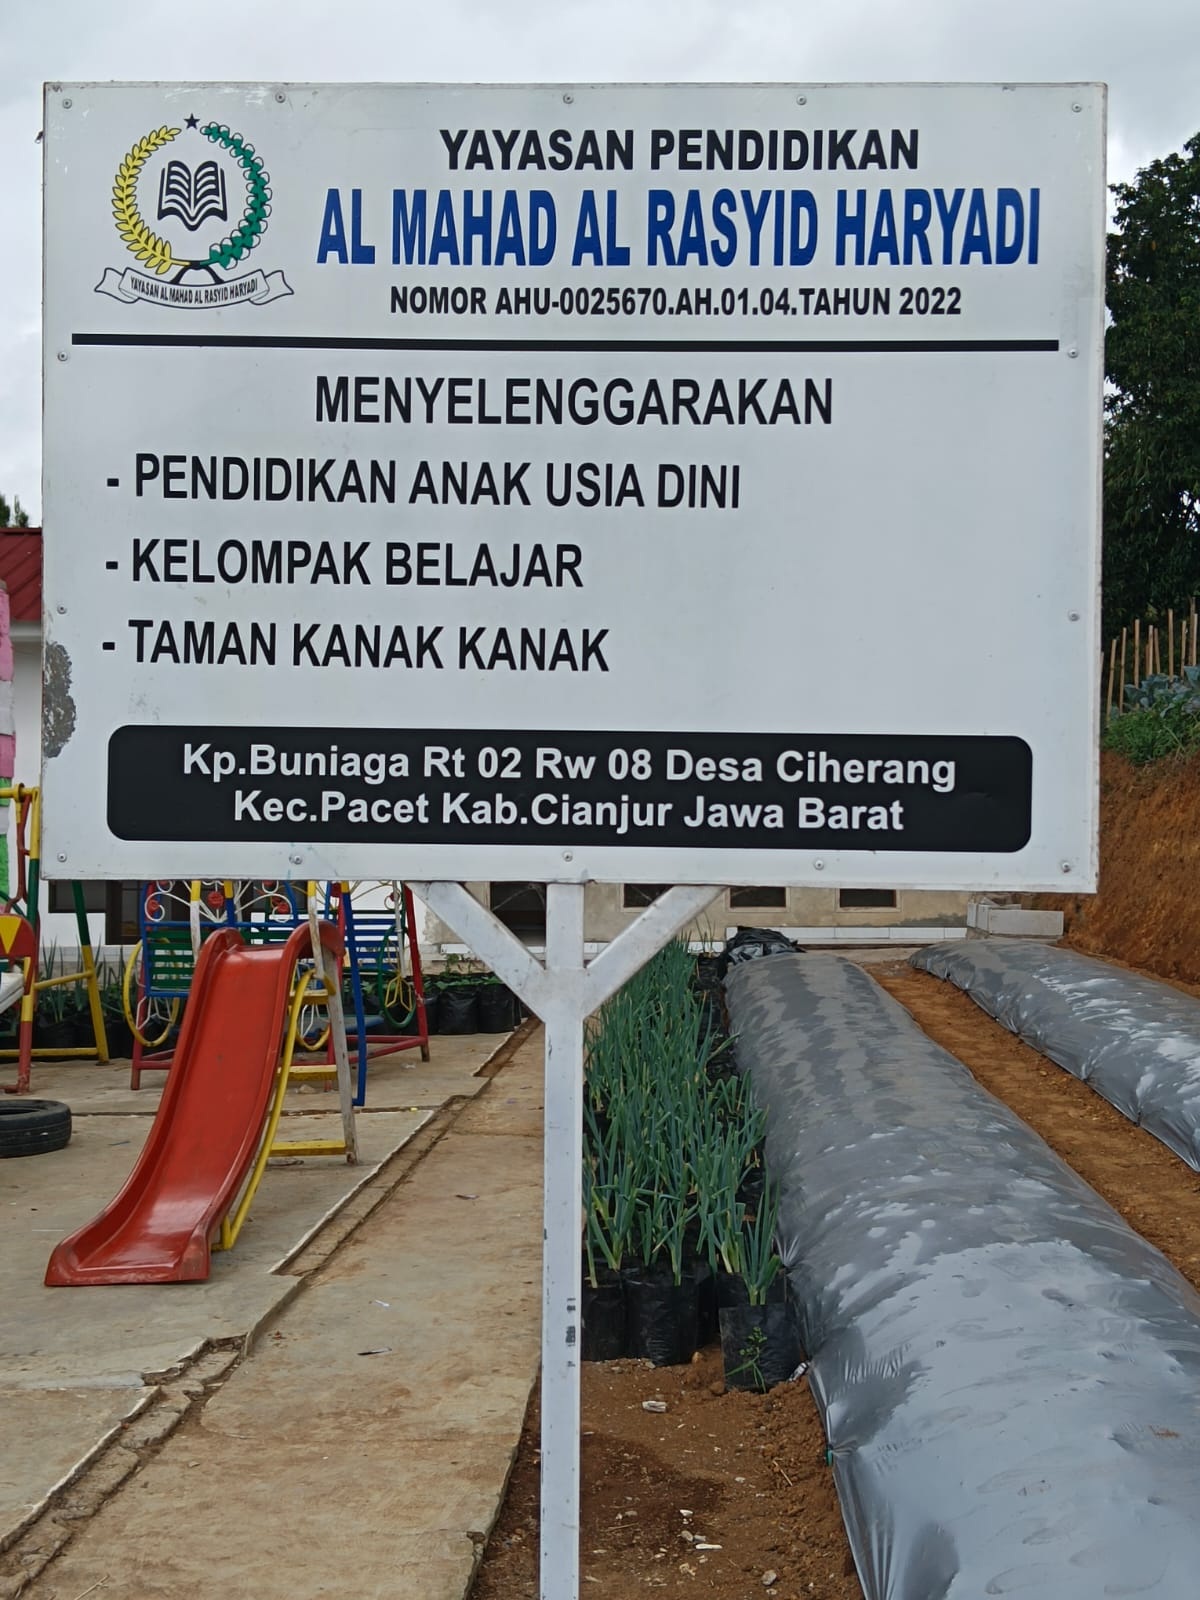 YAYASAN PENDIDIKAN
AL MAHAD AL RASYID HARYADI
NOMOR AHU-0025670.AH.01.04.TAHUN 2022
YAYASAN AL MAHAD AL RASYID HARYADI
MENYELENGGARAKAN
- PENDIDIKAN ANAK USIA DINI
- KELOMPAK BELAJAR
- TAMAN KANAK KANAK
Kp.Buniaga Rt 02 Rw 08 Desa Ciherang
Kec.Pacet Kab.Cianjur Jawa Barat